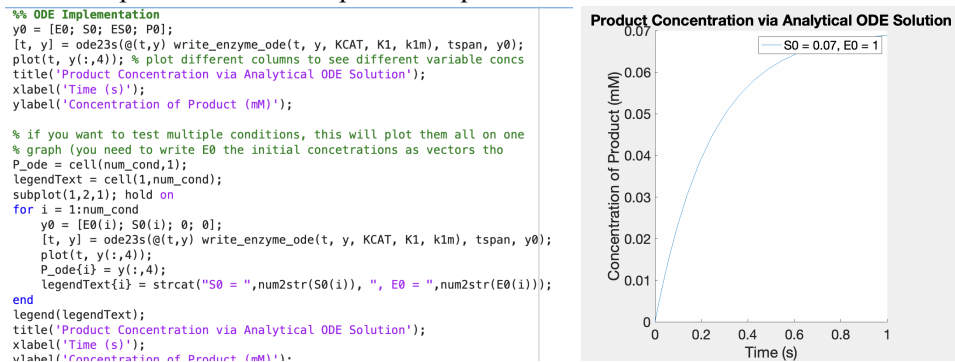 %% ODE Implementation
y0 = [E0; S0; ES0; P0];
[t, y] = ode23s(@(t,y) write_enzyme_ode(t, y, KCAT, K1, k1m), tspan, y0);
plot(t, y(:,4)); % plot different columns to see different variable concs
title('Product Concentration via Analytical ODE Solution');
xlabel('Time (s)');
ylabel('Concentration of Product (mM)');
% if you want to test multiple conditions, this will plot them all on one
% graph (you need to write E0 the initial concetrations as vectors tho
P_ode = cell(num_cond,1);
legendText = cell(1,num_cond);
subplot(1,2,1); hold on
for i = 1:num_cond
y0 = [E0(i); S0(i); 0; 0];
[t, y] = ode23s(@(t,y) write_enzyme_ode(t, y, KCAT, K1, k1m), tspan, y0);
plot(t, y(:,4));
P_ode{i} = y(:,4);
legendText{i} = strcat("S0 = ",num2str(S0(i)), ", E0 = ",num2str(E0(i)));
end
legend(legendText);
title('Product Concentration via Analytical ODE Solution');
xlabel('Time (s)');
ylabel('Concentration of Product (mM)');
Product Concentration via Analytical ODE Solution
S0 = 0.07, E0 = 1
Concentration of Product (mM)
0.07
0.06
0.05
0.04
0.03
0.02
0.01
0
0 0.2 0.4 0.6 0.8 1
Time (s)